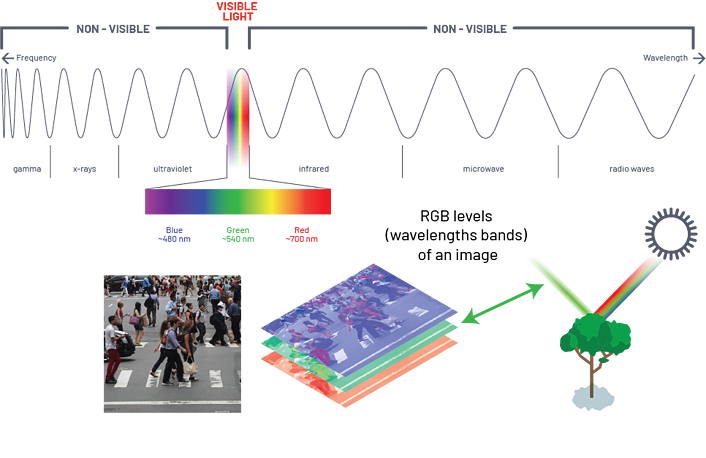 VISIBLE
LIGHT
NON - VISIBLE
NON - VISIBLE
Frequency
Wavelength
gamma
x-rays
ultraviolet
infrared
microwave
radio waves
Blue
~480 nm
Green
~540 nm
Red
~700 nm
RGB levels
(wavelengths bands)
of an image